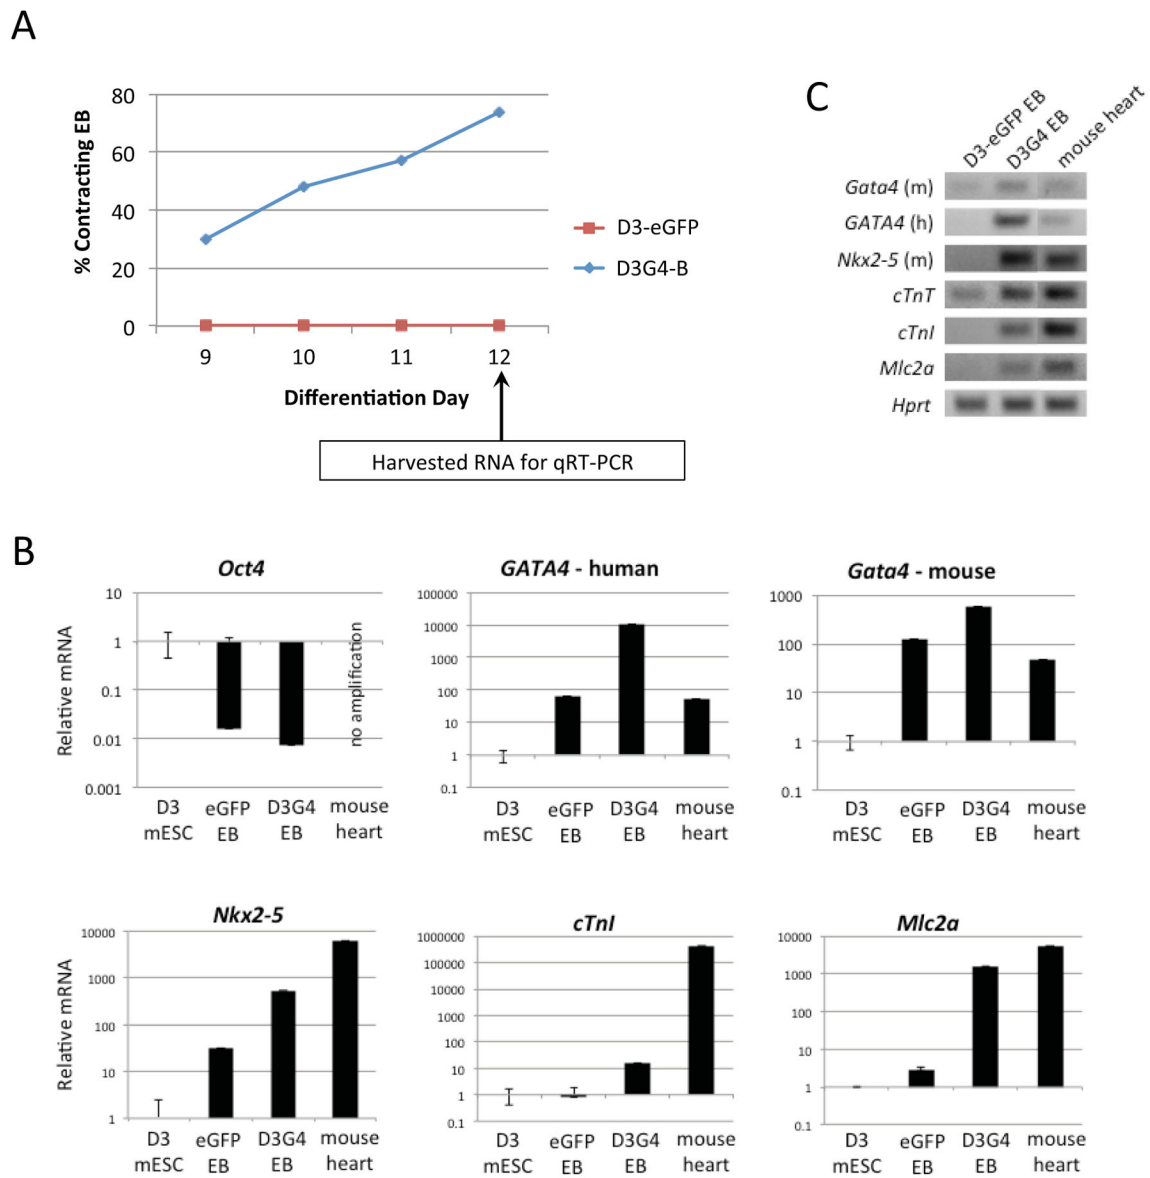 A
80
60
40
20
0
% Contracting EB
9 10 11 12
Differentiation Day
D3-eGFP
D3G4-B
Harvested RNA for qRT-PCR
C
D3-eGFP EB
D3G4 EB
mouse heart
Gata4 (m)
GATA4 (h)
Nkx2-5 (m)
cTnT
cTnI
Mlc2a
Hprt
B
Oct4
Relative mRNA
10
1
0.1
0.01
0.001
no amplification
D3 eGFP D3G4 mouse
mESC EB EB heart
GATA4 - human
100000
10000
1000
100
10
1
0.1
D3 eGFP D3G4 mouse
mESC EB EB heart
Gata4 - mouse
1000
100
10
1
0.1
D3 eGFP D3G4 mouse
mESC EB EB heart
Nkx2-5
Relative mRNA
10000
1000
100
10
1
D3 eGFP D3G4 mouse
mESC EB EB heart
cTnI
1000000
100000
10000
1000
100
10
1
0.1
D3 eGFP D3G4 mouse
mESC EB EB heart
Mlc2a
10000
1000
100
10
1
0.1
D3 eGFP D3G4 mouse
mESC EB EB heart